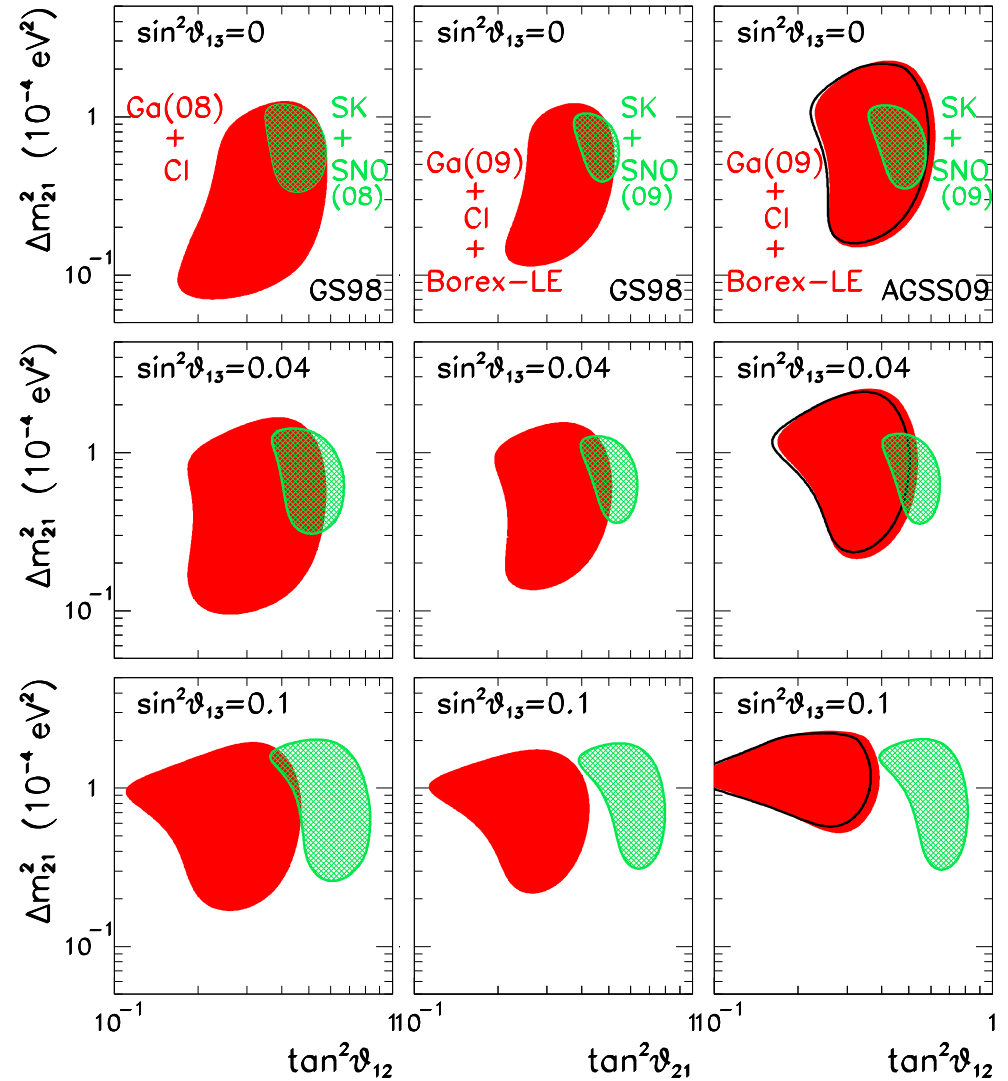 sin²ϑ₁₃=0
Ga(08)
+
Cl
SK
+
SNO
(08)
GS98
sin²ϑ₁₃=0
Ga(09)
+
Cl
+
Borex-LE
SK
+
SNO
(09)
GS98
sin²ϑ₁₃=0
Ga(09)
+
Cl
+
Borex-LE
SK
+
SNO
(09)
AGSS09
Δm²₂₁ (10⁻⁴ eV²)
1
10⁻¹
sin²ϑ₁₃=0.04
sin²ϑ₁₃=0.04
sin²ϑ₁₃=0.04
Δm²₂₁ (10⁻⁴ eV²)
1
10⁻¹
sin²ϑ₁₃=0.1
sin²ϑ₁₃=0.1
sin²ϑ₁₃=0.1
Δm²₂₁ (10⁻⁴ eV²)
1
10⁻¹
10⁻¹ 110⁻¹ 110⁻¹ 1
tan²ϑ₁₂ tan²ϑ₂₁ tan²ϑ₁₂